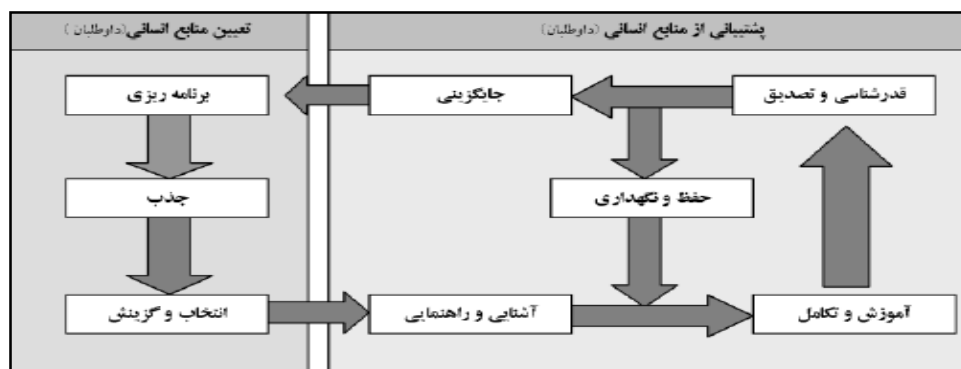 پشتیبانی از منابع انسانی (داوطلبان)
تعیین منابع انسانی (داوطلبان )
قدرشناسی و تصدیق
جایگزینی
برنامه ریزی
حفظ و نگهداری
جذب
آموزش و تکامل
آشنایی و راهنمایی
انتخاب و گزینش